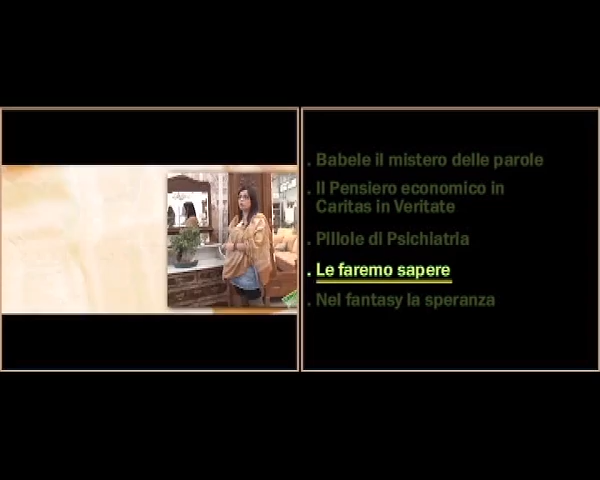 . Babele il mistero delle parole
. Il Pensiero economico in
Caritas in Veritate
. Pillole di Psichiatria
. Le faremo sapere
. Nel fantasy la speranza